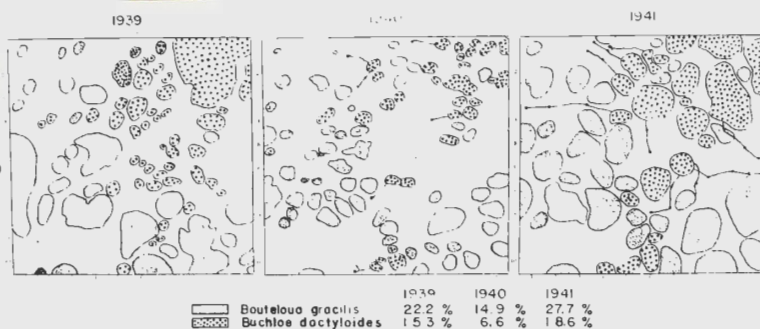 1939
1941
1939 1940 1941
Bouteloua gracilis 22.2 % 14.9 % 27.7 %
Buchloe dactyloides 15.3 % 6.6 % 18.6 %